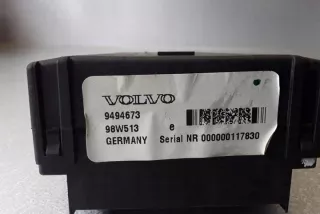 VOLVO
9494673
98W513 e
GERMANY Serial NR 000000117830